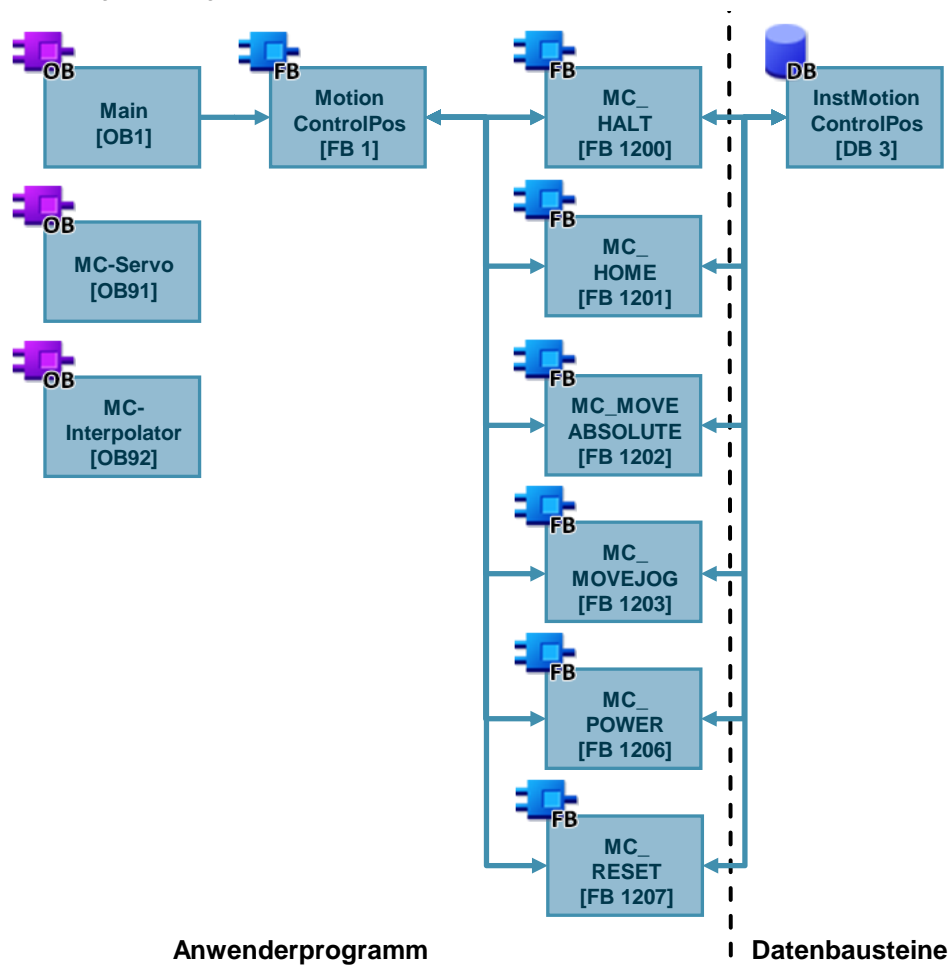 OB
Main
[OB1]
FB
Motion
ControlPos
[FB 1]
FB
MC_
HALT
[FB 1200]
DB
InstMotion
ControlPos
[DB 3]
OB
MC-Servo
[OB91]
FB
MC_
HOME
[FB 1201]
OB
MC-
Interpolator
[OB92]
FB
MC_MOVE
ABSOLUTE
[FB 1202]
FB
MC_
MOVEJOG
[FB 1203]
FB
MC_
POWER
[FB 1206]
FB
MC_
RESET
[FB 1207]
Anwenderprogramm
Datenbausteine